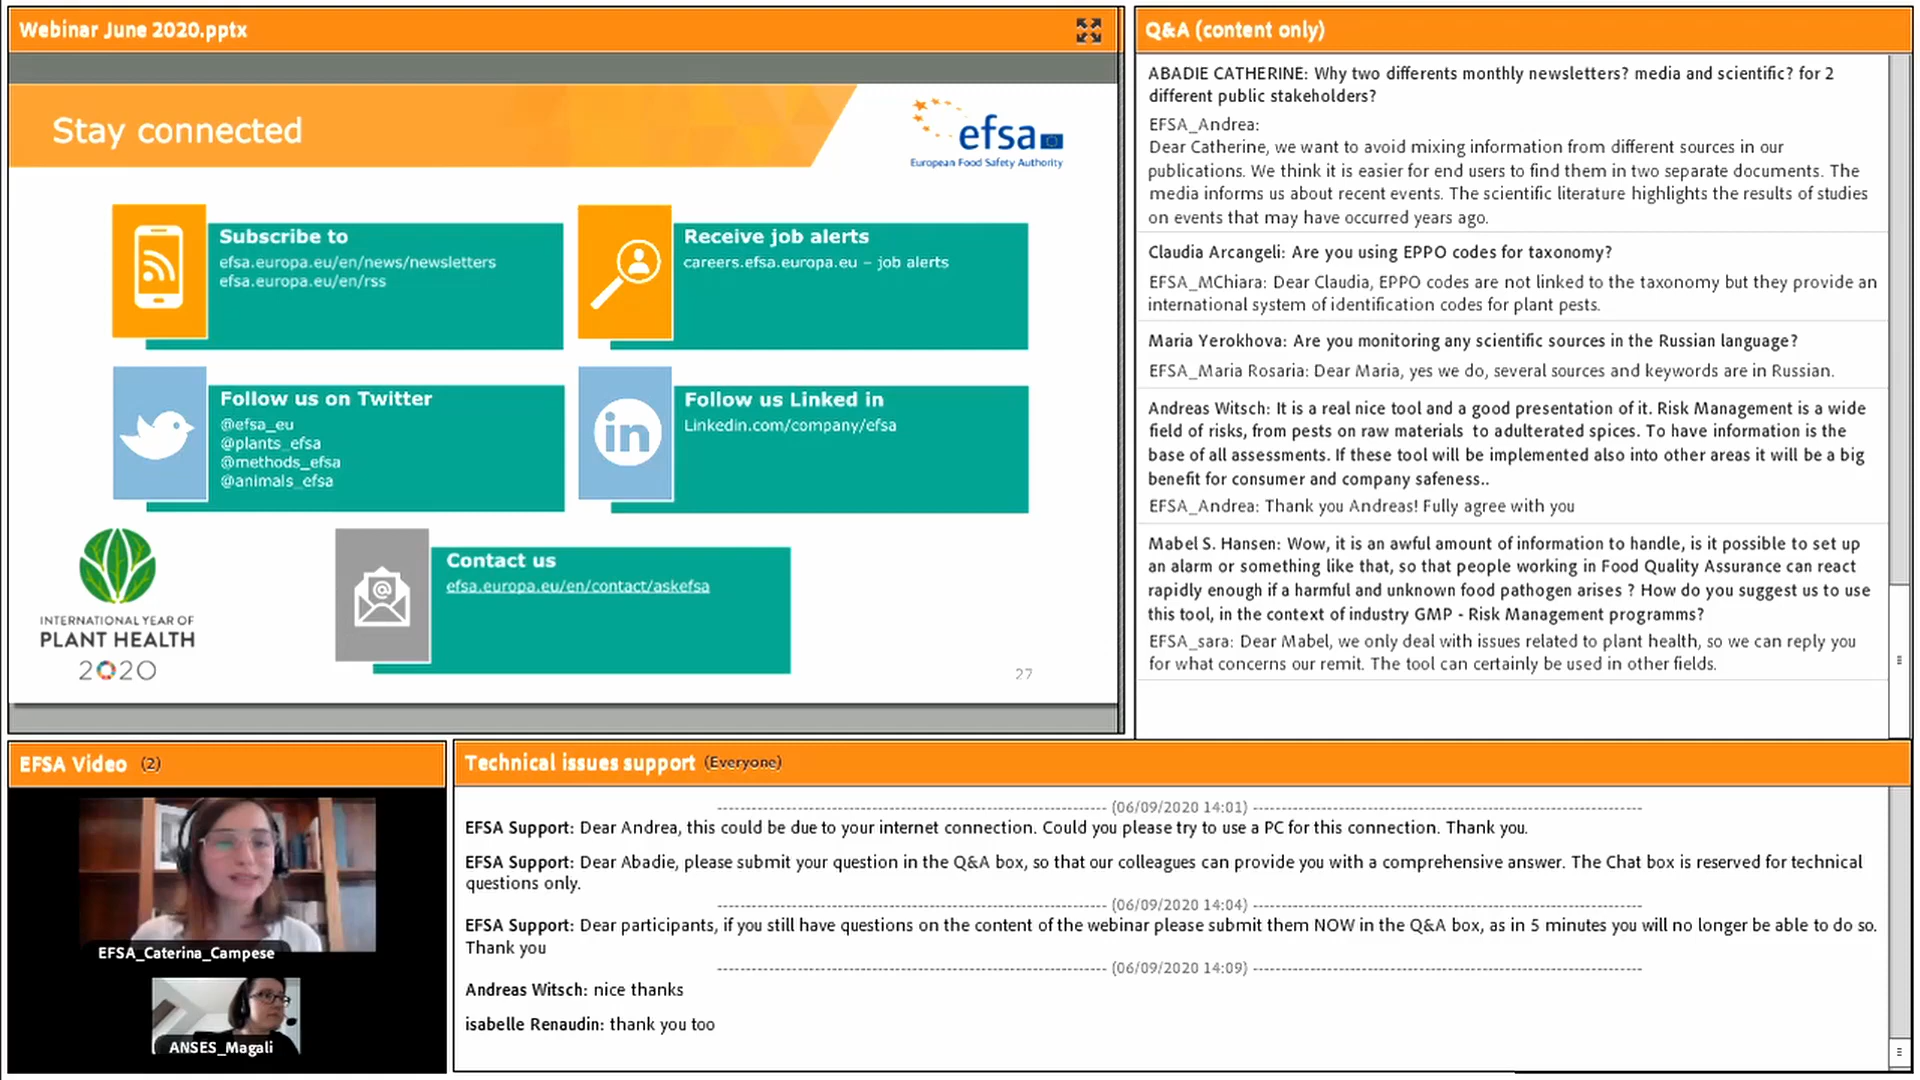 Webinar June 2020.pptx
Stay connected
efsa
European Food Safety Authority
Subscribe to
efsa.europa.eu/en/news/newsletters
efsa.europa.eu/en/rss
Receive job alerts
careers.efsa.europa.eu – job alerts
Follow us on Twitter
@efsa_eu
@plants_efsa
@methods_efsa
@animals_efsa
in
Follow us Linked in
Linkedin.com/company/efsa
@
Contact us
efsa.europa.eu/en/contact/askefsa
INTERNATIONAL YEAR OF
PLANT HEALTH
2020
27
Q&A (content only)
ABADIE CATHERINE: Why two differents monthly newsletters? media and scientific? for 2
different public stakeholders?
EFSA_Andrea:
Dear Catherine, we want to avoid mixing information from different sources in our
publications. We think it is easier for end users to find them in two separate documents. The
media informs us about recent events. The scientific literature highlights the results of studies
on events that may have occurred years ago.
Claudia Arcangeli: Are you using EPPO codes for taxonomy?
EFSA_MChiara: Dear Claudia, EPPO codes are not linked to the taxonomy but they provide an
international system of identification codes for plant pests.
Maria Yerokhova: Are you monitoring any scientific sources in the Russian language?
EFSA_Maria Rosaria: Dear Maria, yes we do, several sources and keywords are in Russian.
Andreas Witsch: It is a real nice tool and a good presentation of it. Risk Management is a wide
field of risks, from pests on raw materials to adulterated spices. To have information is the
base of all assessments. If these tool will be implemented also into other areas it will be a big
benefit for consumer and company safeness..
EFSA_Andrea: Thank you Andreas! Fully agree with you
Mabel S. Hansen: Wow, it is an awful amount of information to handle, is it possible to set up
an alarm or something like that, so that people working in Food Quality Assurance can react
rapidly enough if a harmful and unknown food pathogen arises ? How do you suggest us to use
this tool, in the context of industry GMP - Risk Management programms?
EFSA_sara: Dear Mabel, we only deal with issues related to plant health, so we can reply you
for what concerns our remit. The tool can certainly be used in other fields.
EFSA Video (2)
EFSA_Caterina_Campese
ANSES_Magali
Technical issues support (Everyone)
(06/09/2020 14:01)
EFSA Support: Dear Andrea, this could be due to your internet connection. Could you please try to use a PC for this connection. Thank you.
EFSA Support: Dear Abadie, please submit your question in the Q&A box, so that our colleagues can provide you with a comprehensive answer. The Chat box is reserved for technical
questions only.
(06/09/2020 14:04)
EFSA Support: Dear participants, if you still have questions on the content of the webinar please submit them NOW in the Q&A box, as in 5 minutes you will no longer be able to do so.
Thank you
(06/09/2020 14:09)
Andreas Witsch: nice thanks
isabelle Renaudin: thank you too